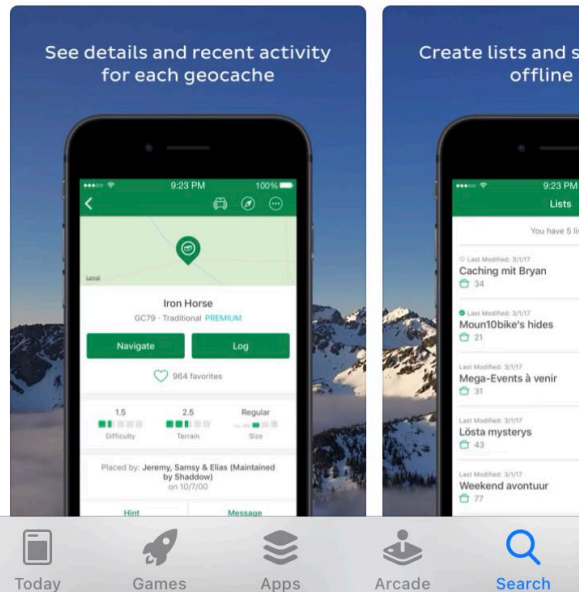 See details and recent activity
for each geocache
9:23 PM
100%
Legal
Iron Horse
GC79 · Traditional PREMIUM
Navigate
Log
964 favorites
1.5
2.5
Regular
Difficulty
Terrain
Size
Placed by: Jeremy, Samsy & Elias (Maintained
by Shaddow)
on 10/7/00
Hint
Message
Create lists and s
offline
9:23 PM
Lists
You have 5 li
Last Modified: 3/1/17
Caching mit Bryan
34
Last Modified: 3/1/17
Moun10bike's hides
21
Last Modified: 3/1/17
Mega-Events à venir
31
Last Modified: 3/1/17
Lösta mysterys
43
Last Modified: 3/1/17
Weekend avontuur
77
Today
Games
Apps
Arcade
Search